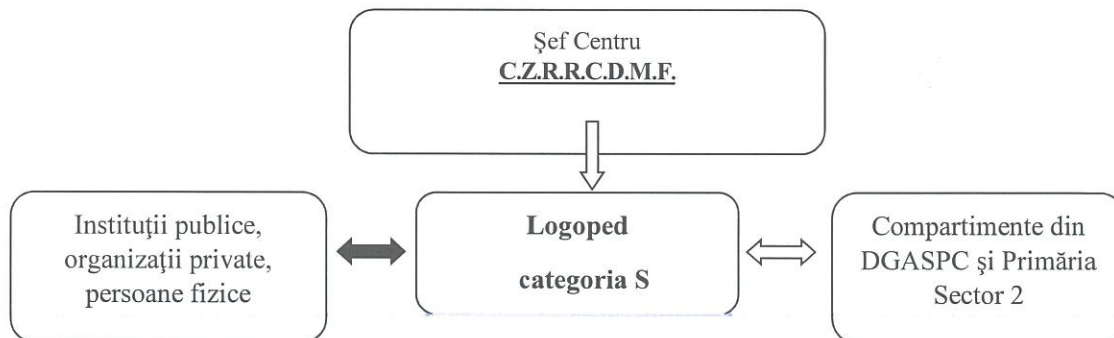 Şef Centru
C.Z.R.R.C.D.M.F.
Instituţii publice,
organizaţii private,
persoane fizice
Logoped
categoria S
Compartimente din
DGASPC şi Primăria
Sector 2